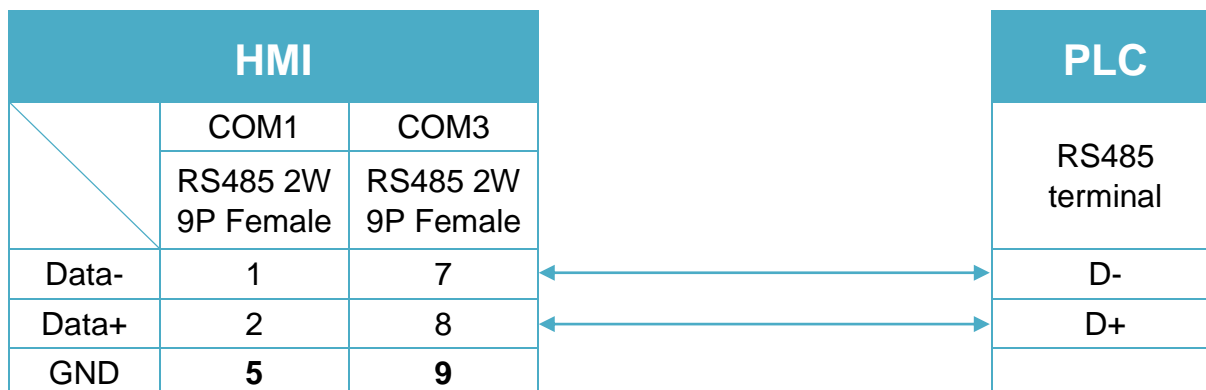 HMI PLC
COM1 COM3
RS485 2W RS485 2W RS485
9P Female 9P Female terminal
Data- 1 7 D-
Data+ 2 8 D+
GND 5 9